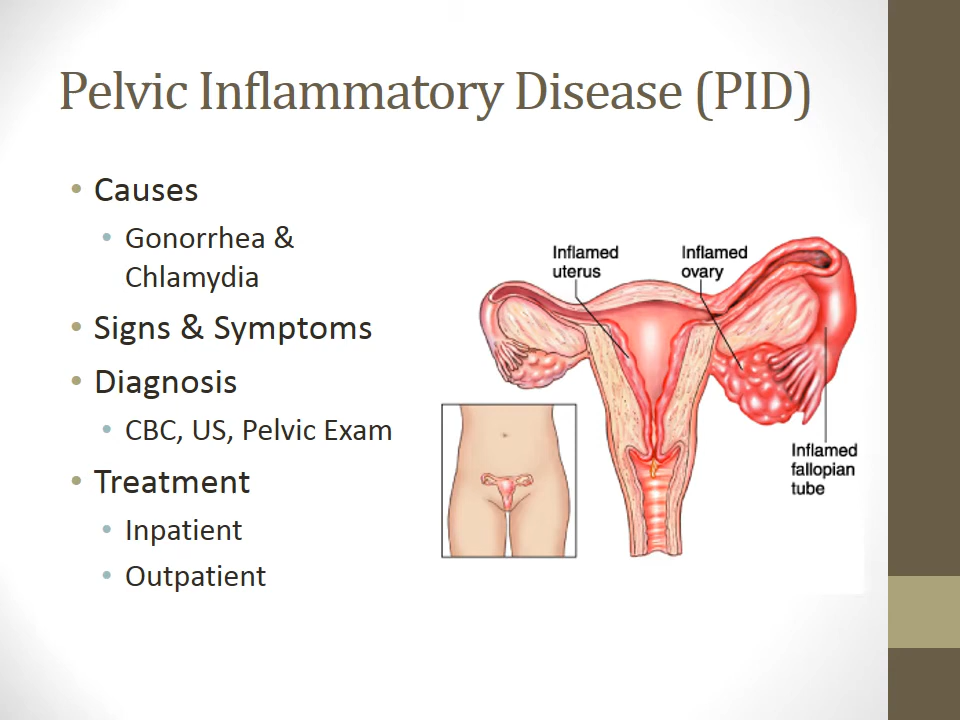 Pelvic Inflammatory Disease (PID)
• Causes
• Gonorrhea &
Chlamydia
• Signs & Symptoms
• Diagnosis
• CBC, US, Pelvic Exam
• Treatment
• Inpatient
• Outpatient
Inflamed
uterus
Inflamed
ovary
Inflamed
fallopian
tube